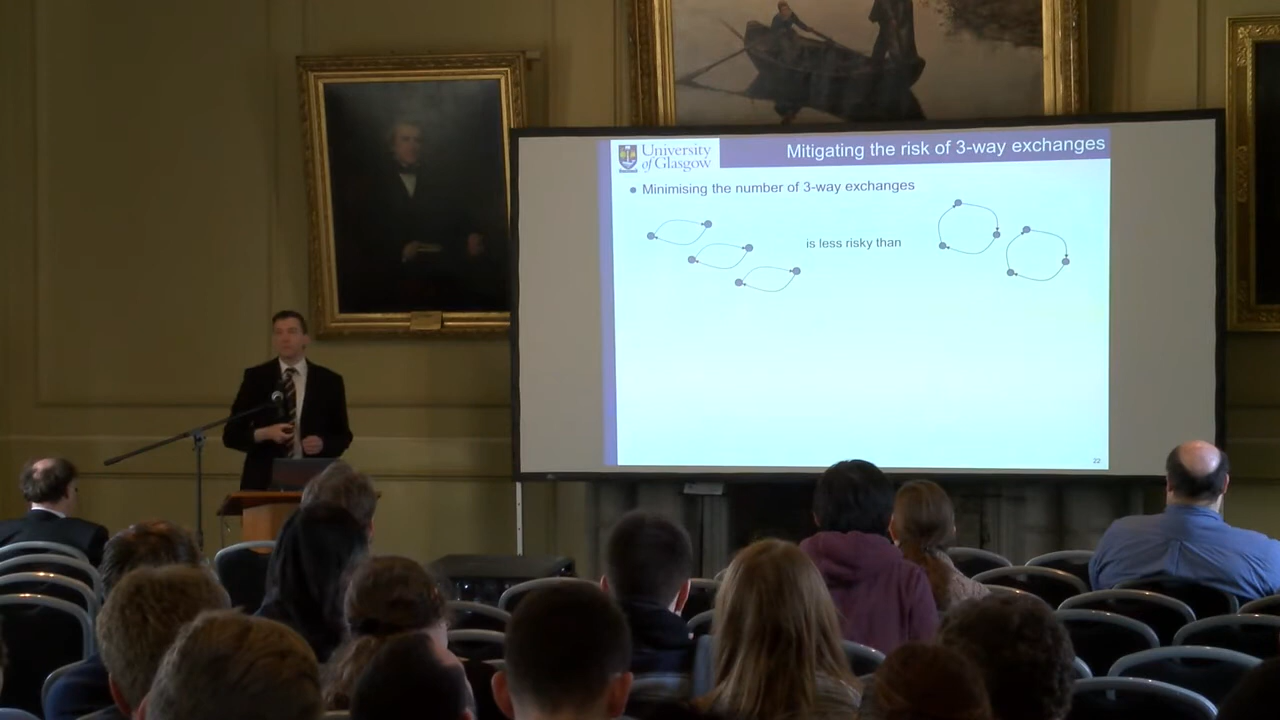 University
of Glasgow
Mitigating the risk of 3-way exchanges
Minimising the number of 3-way exchanges
is less risky than
22